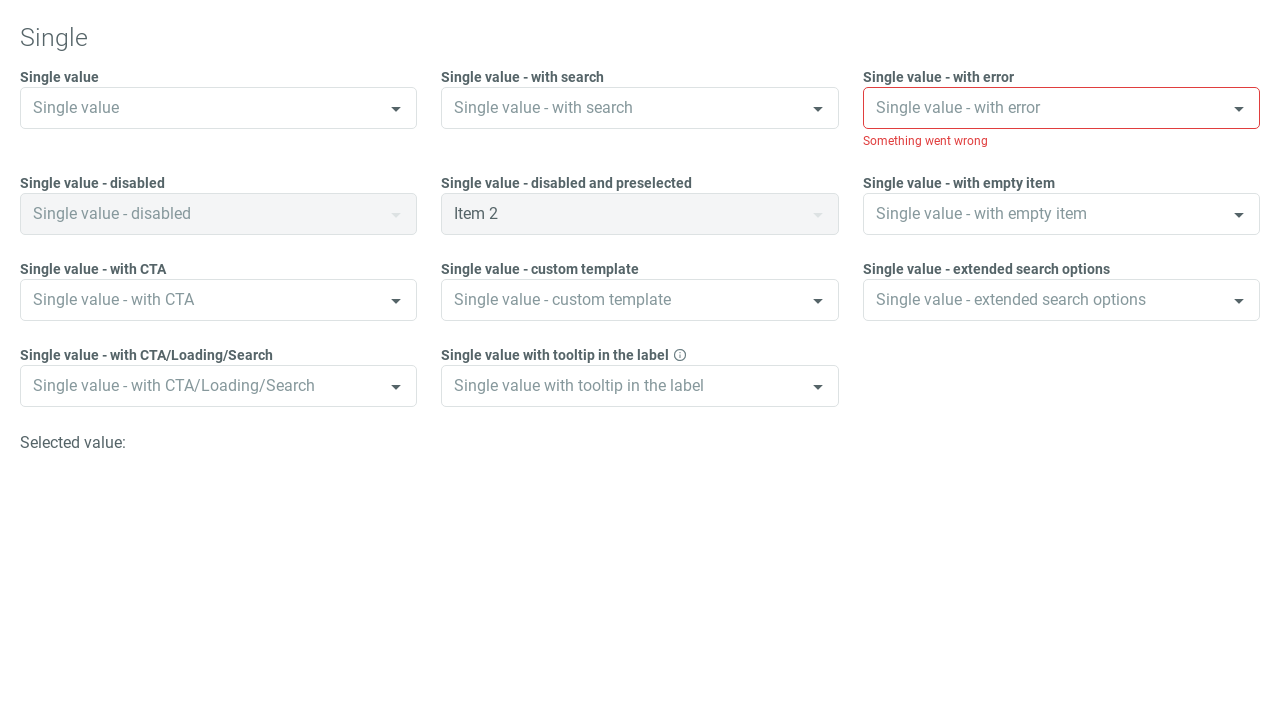 Single
Single value
Single value - with search
Single value - with error
Single value
Single value - with search
Single value - with error
Something went wrong
Single value - disabled
Single value - disabled and preselected
Single value - with empty item
Single value - disabled
Item 2
Single value - with empty item
Single value - with CTA
Single value - custom template
Single value - extended search options
Single value - with CTA
Single value - custom template
Single value - extended search options
Single value - with CTA/Loading/Search
Single value with tooltip in the label
Single value - with CTA/Loading/Search
Single value with tooltip in the label
Selected value: